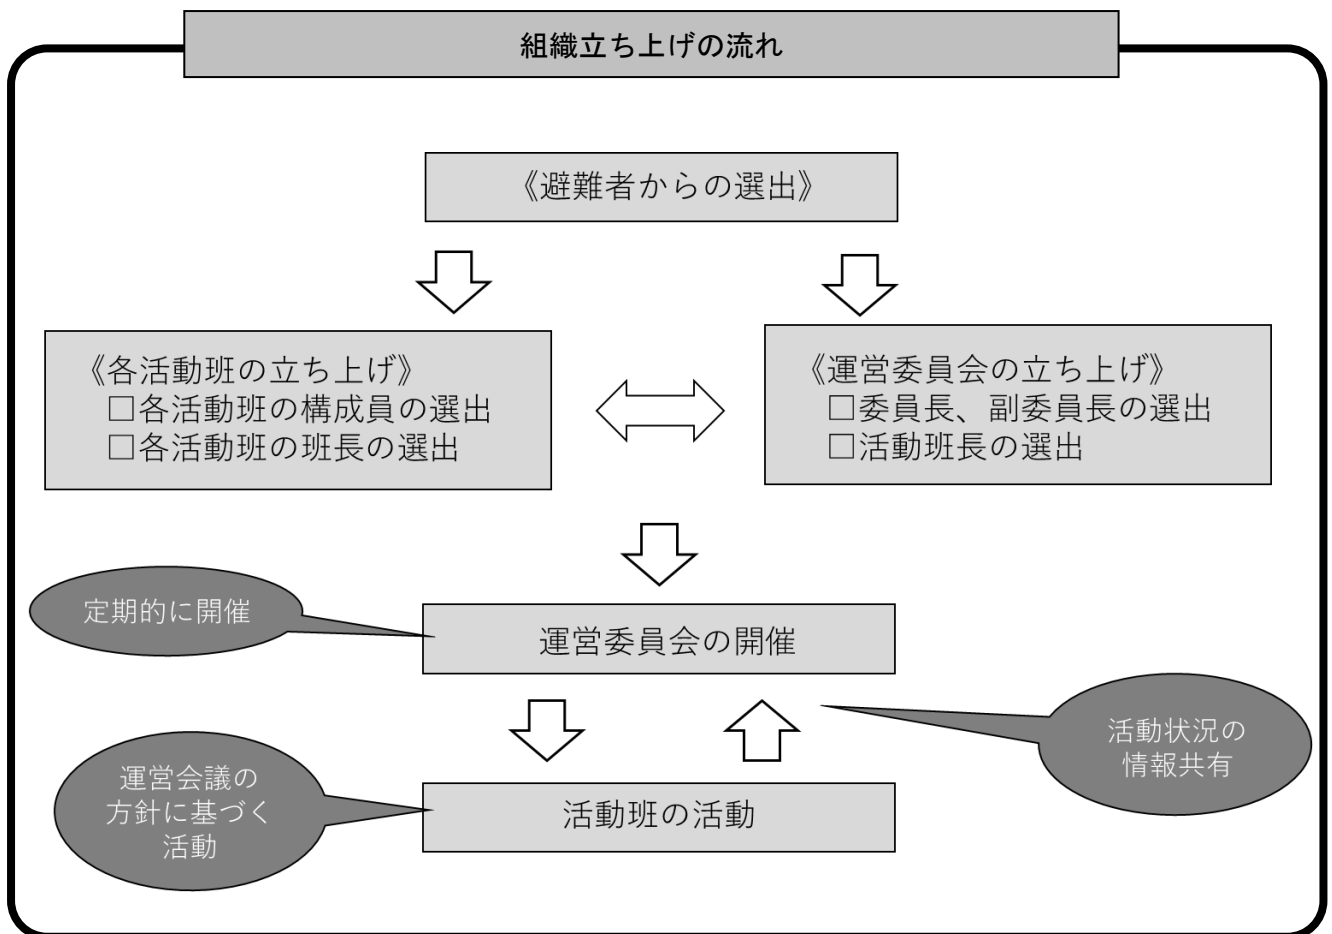 組織立ち上げの流れ
《避難者からの選出》
《各活動班の立ち上げ》
□各活動班の構成員の選出
□各活動班の班長の選出
《運営委員会の立ち上げ》
□委員長、副委員長の選出
□活動班長の選出
定期的に開催
運営委員会の開催
活動状況の
情報共有
運営会議の
方針に基づく
活動
活動班の活動